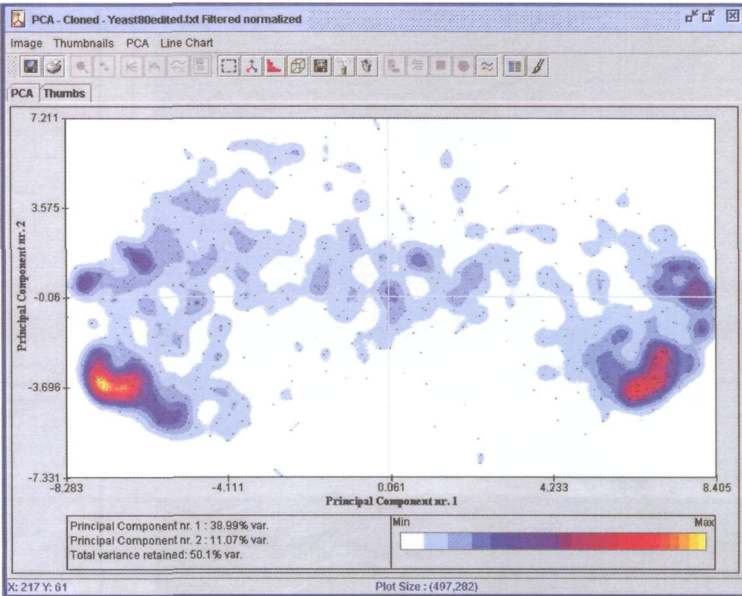 PCA - Cloned - Yeast80edited.txt Filtered normalized
Image Thumbnails PCA Line Chart
PCA Thumbs
7.211
3.575
-0.06
-3.696
-7.331
Principal Component nr. 2
-8.283 -4.111 0.061 4.233 8.405
Principal Component nr. 1
Principal Component nr. 1 : 38.99% var.
Principal Component nr. 2 : 11.07% var.
Total variance retained: 50.1% var.
Min Max
X: 217 Y: 61 Plot Size : (497,282)